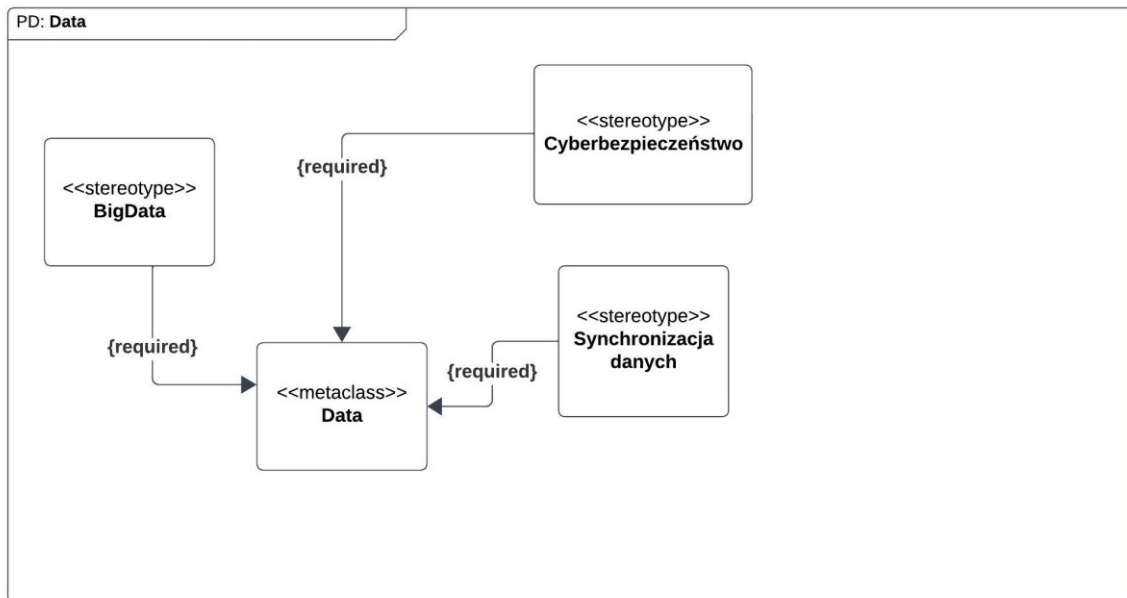 PD: Data
<<stereotype>>
Cyberbezpieczeństwo
{required}
<<stereotype>>
BigData
<<stereotype>>
Synchronizacja
danych
{required}
{required}
<<metaclass>>
Data